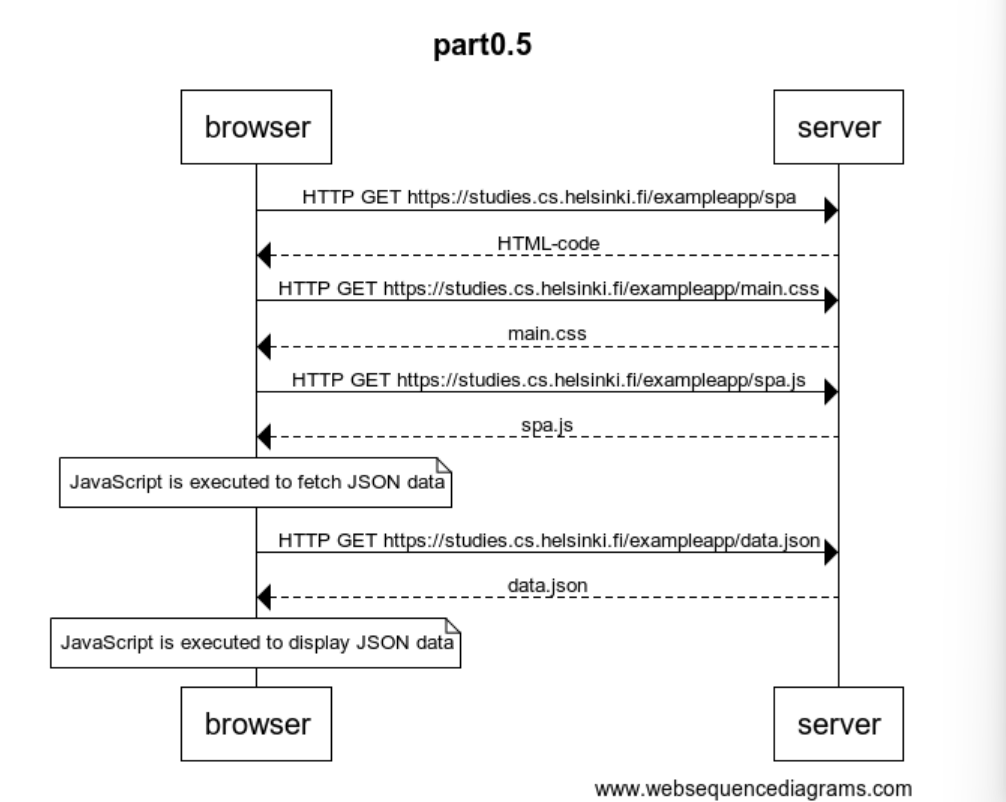 part0.5
browser
server
HTTP GET https://studies.cs.helsinki.fi/exampleapp/spa
HTML-code
HTTP GET https://studies.cs.helsinki.fi/exampleapp/main.css
main.css
HTTP GET https://studies.cs.helsinki.fi/exampleapp/spa.js
spa.js
JavaScript is executed to fetch JSON data
HTTP GET https://studies.cs.helsinki.fi/exampleapp/data.json
data.json
JavaScript is executed to display JSON data
browser
server
www.websequencediagrams.com